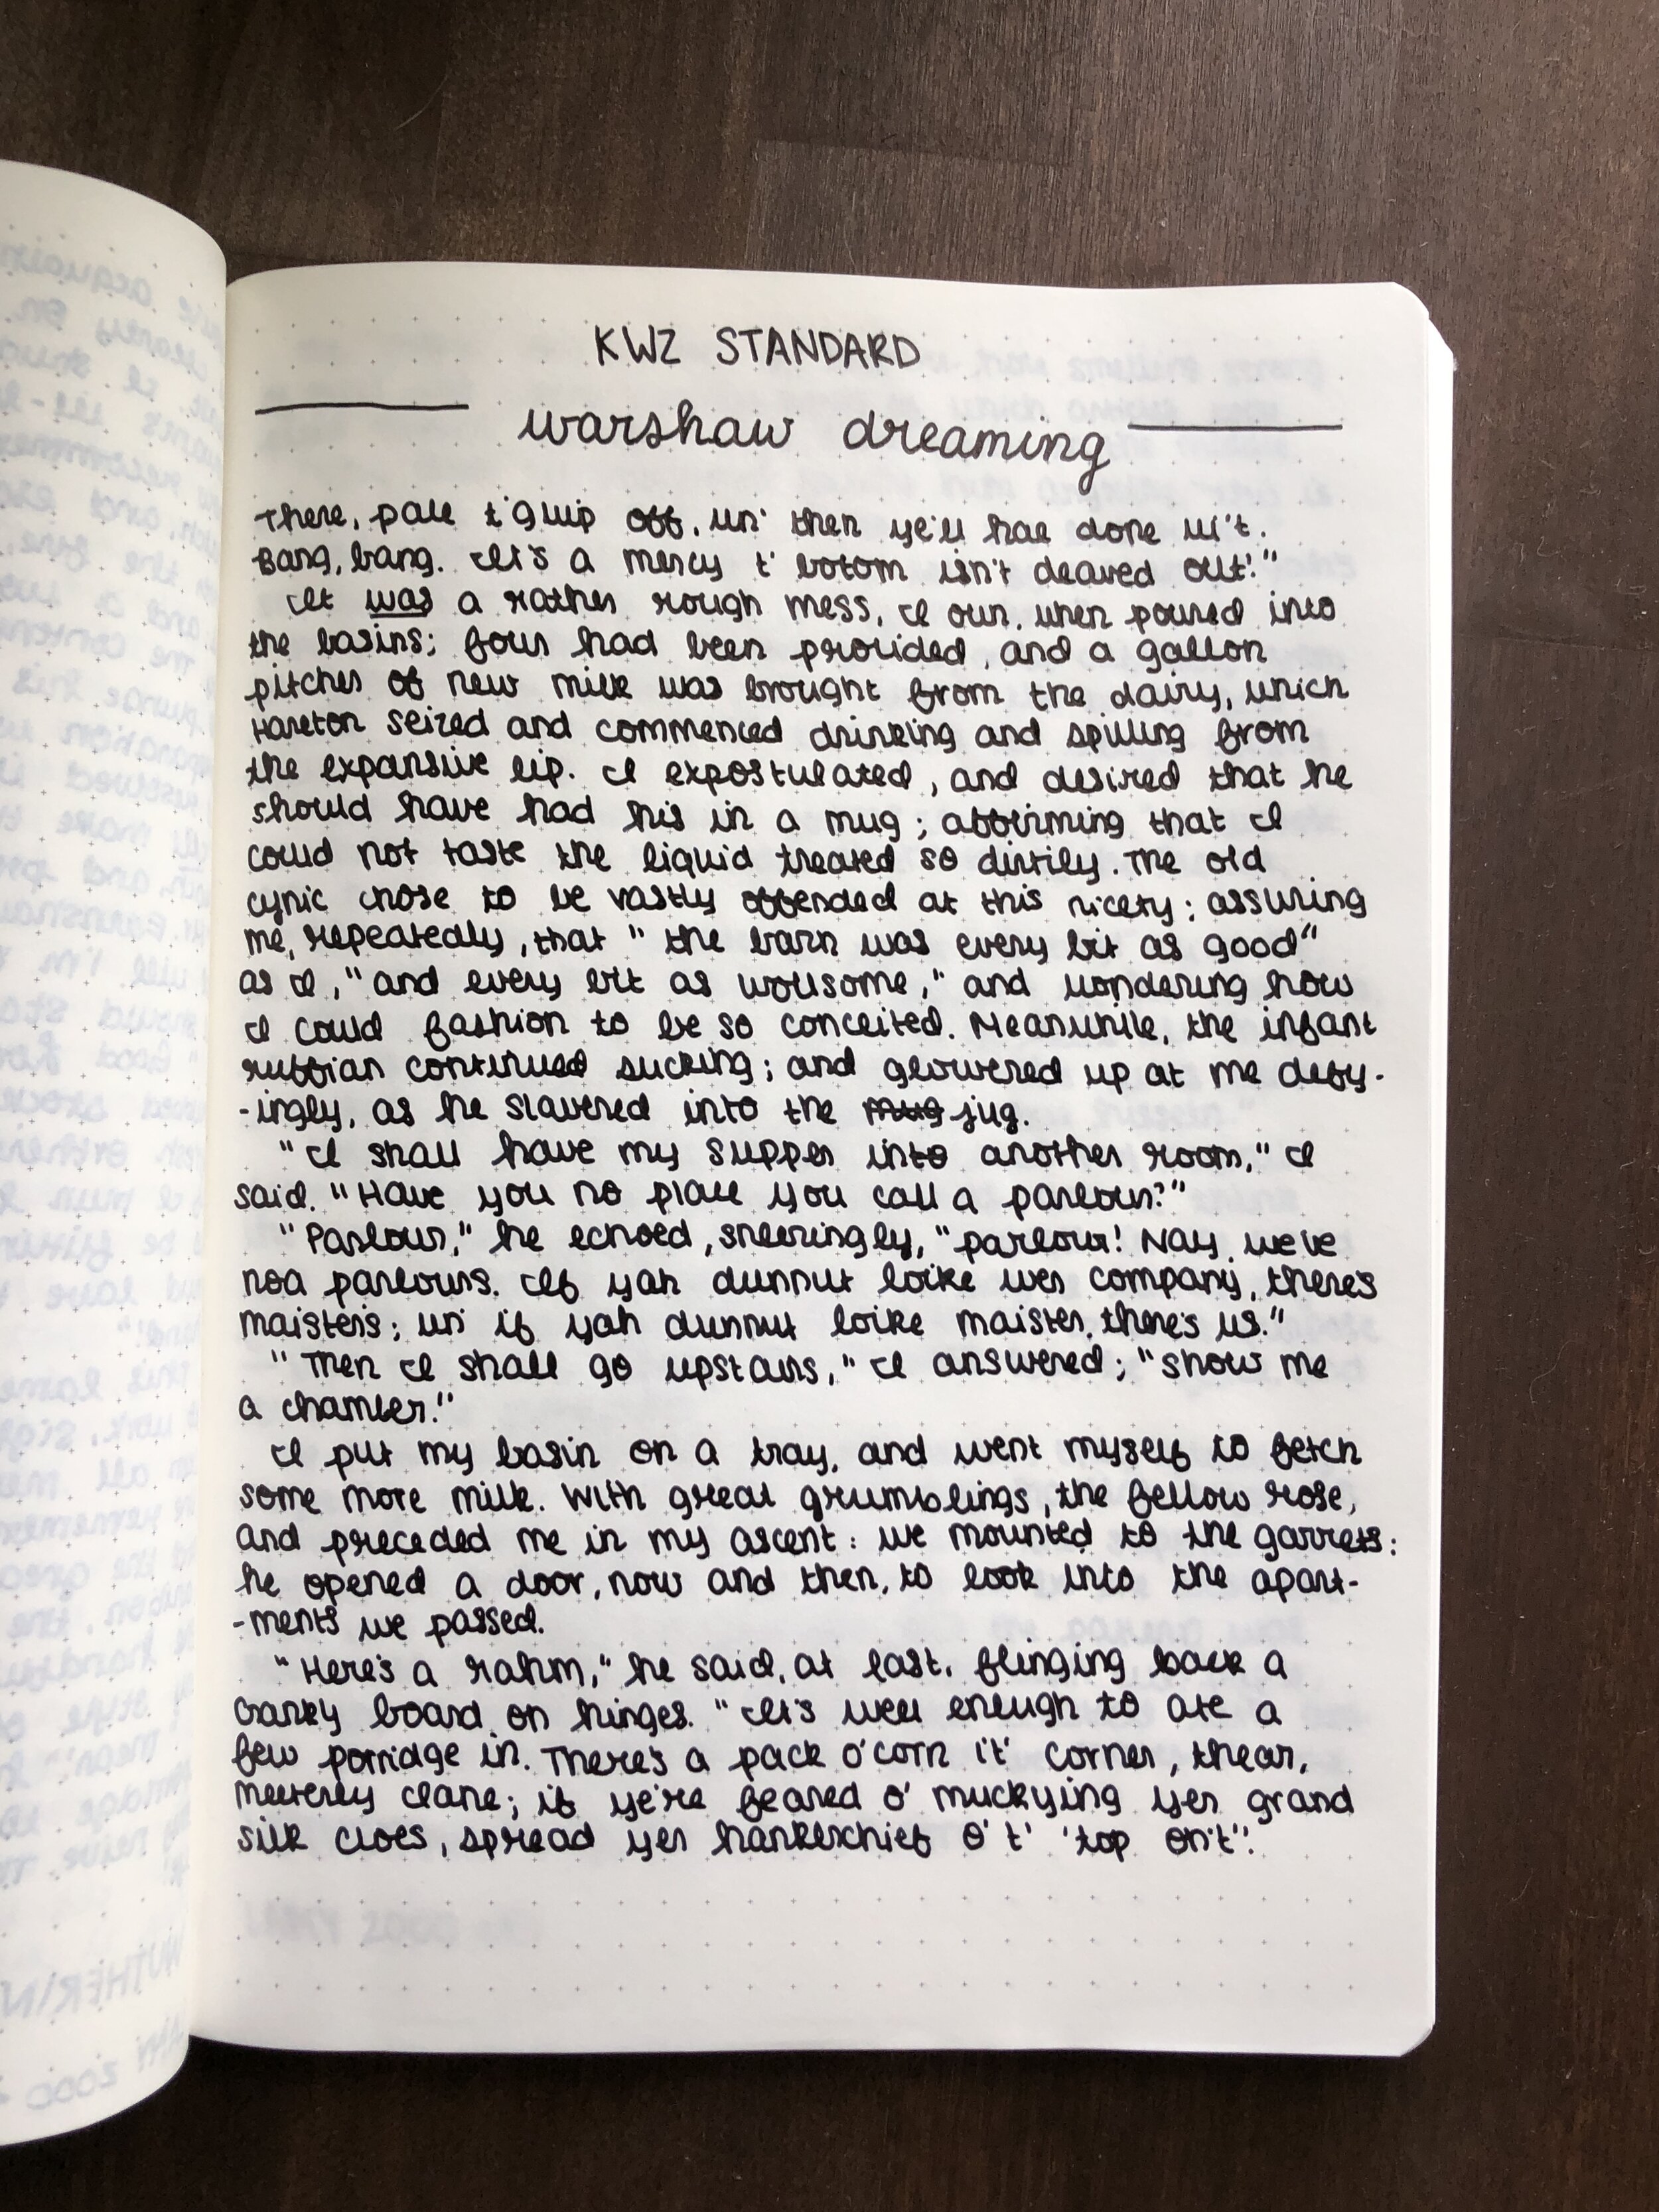 KWZ STANDARD
warshaw dreaming
There, pale t'guip off, un' then ye'll hae done wi't.
Bang, bang. It's a mercy t' botom isn't deaved out!"
It was a rather rough mess, I own, when poured into
the basins; four had been provided, and a gallon
pitcher of new milk was brought from the dairy, which
Hareton seized and commenced drinking and spilling from
the expansive lip. I expostulated, and desired that he
should have had his in a mug; affirming that I
could not taste the liquid treated so dirtily. The old
cynic chose to be vastly offended at this nicety; assuring
me, repeatedly, that "the barn was every bit as good"
as I, "and every bit as wollsome," and wondering how
I could fashion to be so conceited. Meanwhile, the infant
ruffian continued sucking; and glowered up at me defy-
-ingly, as he slavered into the mug jug.
"I shall have my supper into another room," I
said. "Have you no place you call a parlour?"
"Parlour," he echoed, sneeringly, "parlour! Nay, we've
noa parlours. If yah dunnut loike wer company, there's
maister's; un' if yah dunnut loike maister, there's us."
"Then I shall go upstairs," I answered; "show me
a chamber!"
I put my basin on a tray, and went myself to fetch
some more milk. With great grumblings, the fellow rose,
and preceded me in my ascent: we mounted to the garrets:
he opened a door, now and then, to look into the apart-
-ments we passed.
"Here's a rahm," he said, at last, flinging back a
cranky board on hinges. "It's well enough to ate a
few porridge in. There's a pack o'corn i't' corner, thear,
meeterly clane; if ye're feared o' muckying yer grand
silk cloes, spread yer hankerchief o' t' 'top on't'!